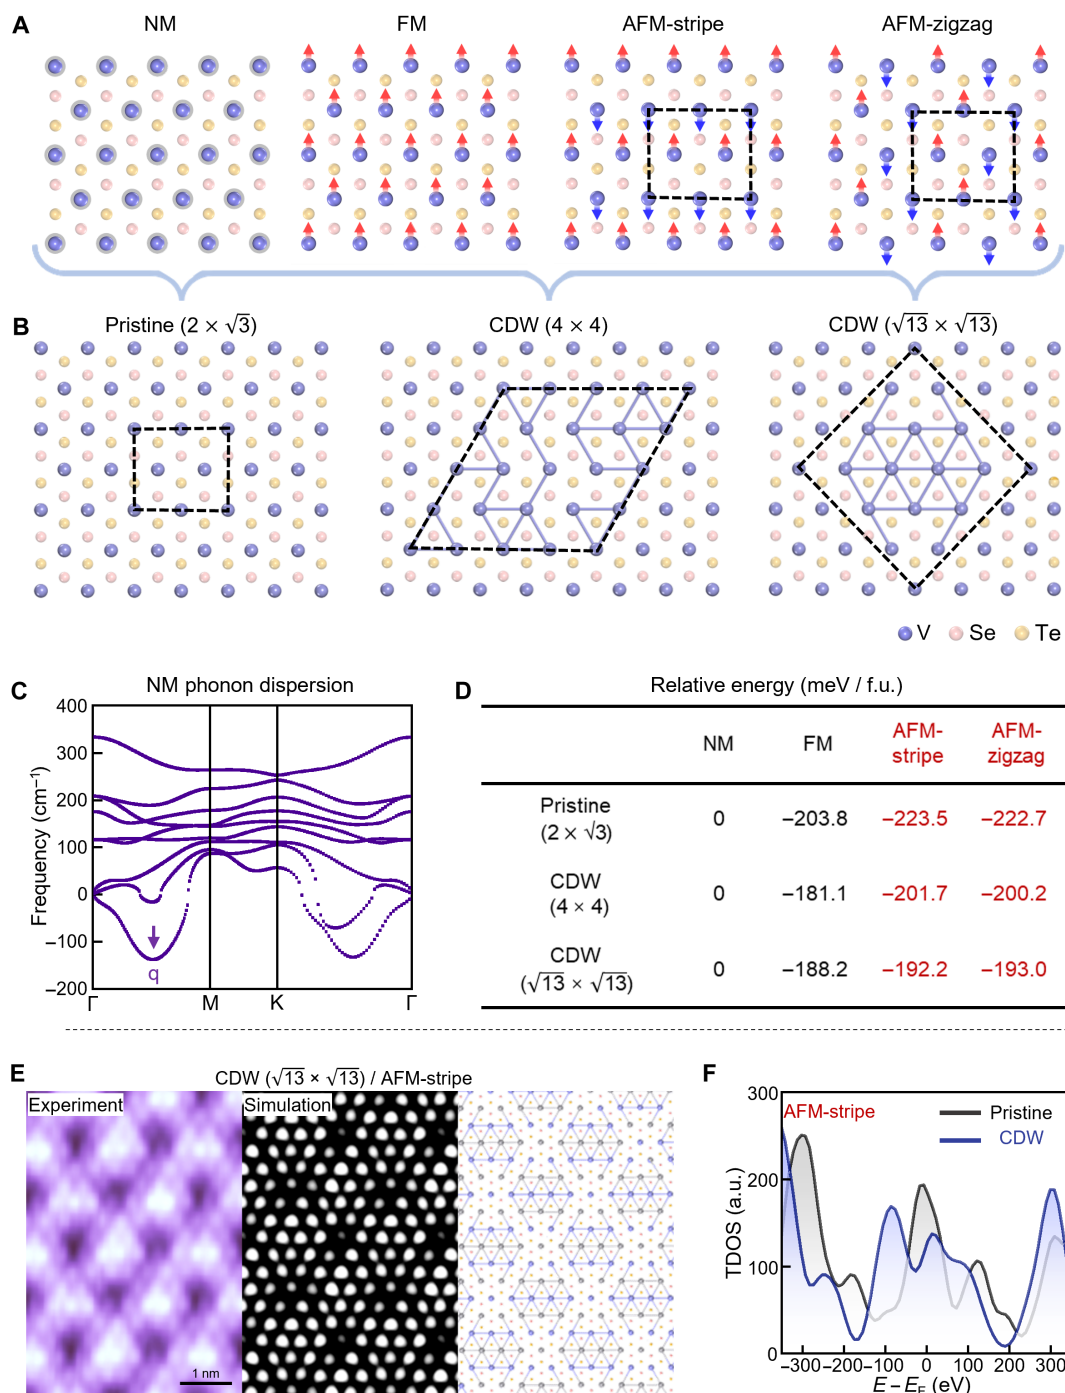 A
NM
FM
AFM-stripe
AFM-zigzag
B
Pristine (2 × √3)
CDW (4 × 4)
CDW (√13 × √13)
V
Se
Te
C
NM phonon dispersion
Frequency (cm⁻¹)
400
300
200
100
0
−100
−200
q
Γ
M
K
Γ
D
Relative energy (meV / f.u.)
NM FM AFM-stripe AFM-zigzag
Pristine (2 × √3) 0 −203.8 −223.5 −222.7
CDW (4 × 4) 0 −181.1 −201.7 −200.2
CDW (√13 × √13) 0 −188.2 −192.2 −193.0
E
CDW (√13 × √13) / AFM-stripe
Experiment
Simulation
1 nm
F
AFM-stripe
Pristine
CDW
TDOS (a.u.)
300
200
100
0
−300 −200 −100 0 100 200 300
E − E_F (eV)